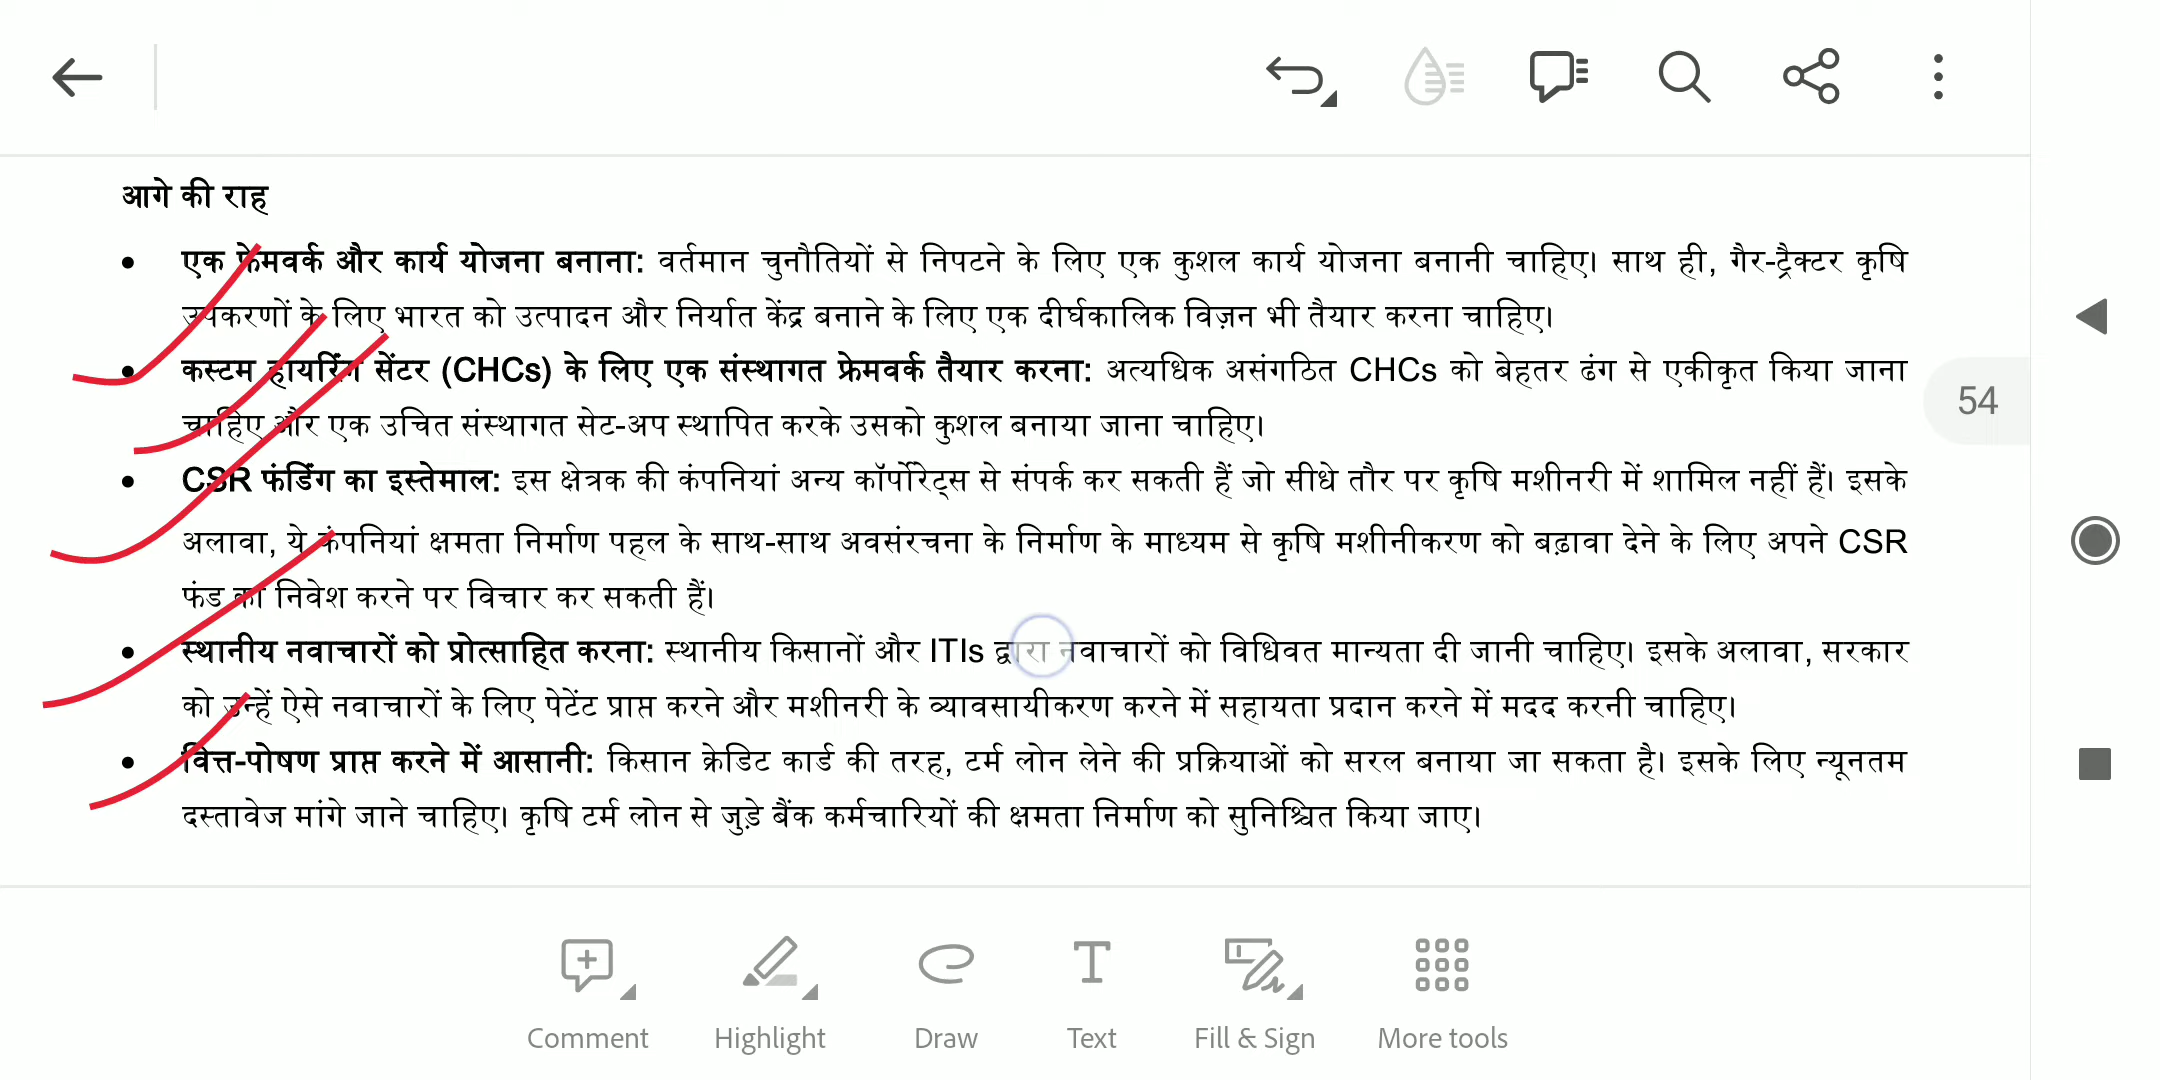 आगे की राह
• एक फ्रेमवर्क और कार्य योजना बनाना: वर्तमान चुनौतियों से निपटने के लिए एक कुशल कार्य योजना बनानी चाहिए। साथ ही, गैर-ट्रैक्टर कृषि
उपकरणों के लिए भारत को उत्पादन और निर्यात केंद्र बनाने के लिए एक दीर्घकालिक विज़न भी तैयार करना चाहिए।
• कस्टम हायरिंग सेंटर (CHCs) के लिए एक संस्थागत फ्रेमवर्क तैयार करना: अत्यधिक असंगठित CHCs को बेहतर ढंग से एकीकृत किया जाना
चाहिए और एक उचित संस्थागत सेट-अप स्थापित करके उसको कुशल बनाया जाना चाहिए।
54
• CSR फंडिंग का इस्तेमाल: इस क्षेत्रक की कंपनियां अन्य कॉर्पोरेट्स से संपर्क कर सकती हैं जो सीधे तौर पर कृषि मशीनरी में शामिल नहीं हैं। इसके
अलावा, ये कंपनियां क्षमता निर्माण पहल के साथ-साथ अवसंरचना के निर्माण के माध्यम से कृषि मशीनीकरण को बढ़ावा देने के लिए अपने CSR
फंड का निवेश करने पर विचार कर सकती हैं।
• स्थानीय नवाचारों को प्रोत्साहित करना: स्थानीय किसानों और ITIs द्वारा नवाचारों को विधिवत मान्यता दी जानी चाहिए। इसके अलावा, सरकार
को उन्हें ऐसे नवाचारों के लिए पेटेंट प्राप्त करने और मशीनरी के व्यावसायीकरण करने में सहायता प्रदान करने में मदद करनी चाहिए।
• वित्त-पोषण प्राप्त करने में आसानी: किसान क्रेडिट कार्ड की तरह, टर्म लोन लेने की प्रक्रियाओं को सरल बनाया जा सकता है। इसके लिए न्यूनतम
दस्तावेज मांगे जाने चाहिए। कृषि टर्म लोन से जुड़े बैंक कर्मचारियों की क्षमता निर्माण को सुनिश्चित किया जाए।
Comment Highlight Draw Text Fill & Sign More tools